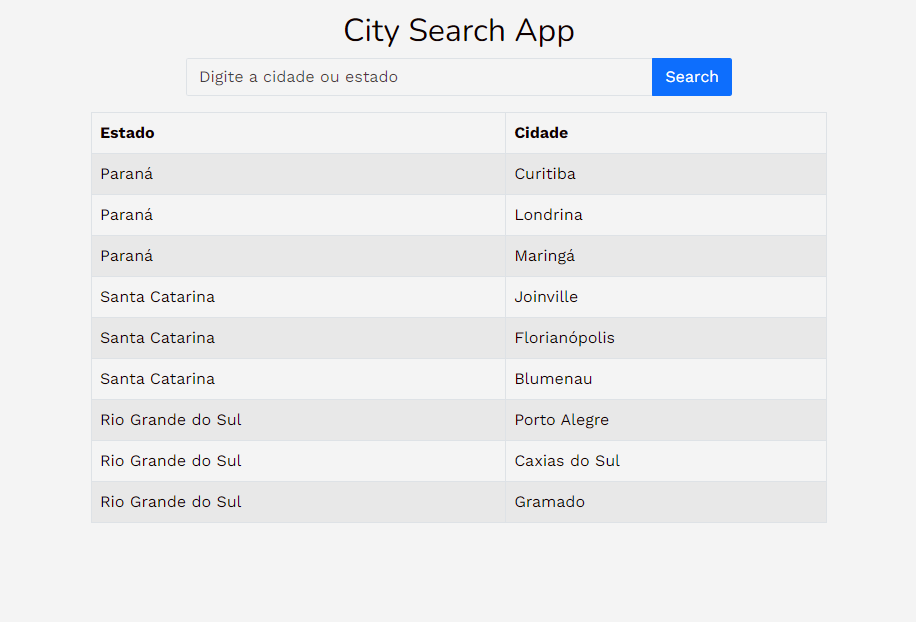 City Search App
Digite a cidade ou estado Search
Estado Cidade
Paraná Curitiba
Paraná Londrina
Paraná Maringá
Santa Catarina Joinville
Santa Catarina Florianópolis
Santa Catarina Blumenau
Rio Grande do Sul Porto Alegre
Rio Grande do Sul Caxias do Sul
Rio Grande do Sul Gramado